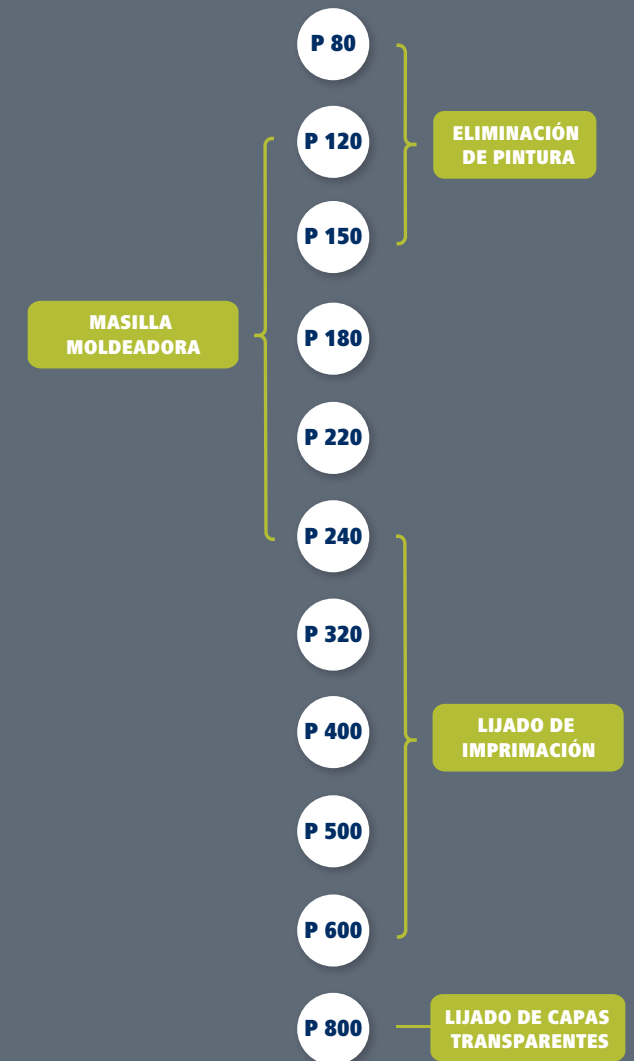 P 80
ELIMINACIÓN
DE PINTURA
P 120
P 150
MASILLA
MOLDEADORA
P 180
P 220
P 240
P 320
P 400
LIJADO DE
IMPRIMACIÓN
P 500
P 600
P 800
LIJADO DE CAPAS
TRANSPARENTES